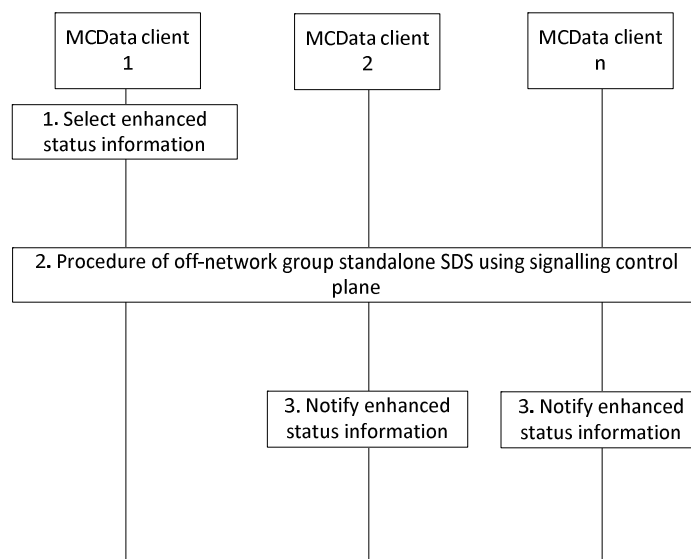 MCData client
1
MCData client
2
MCData client
n
1. Select enhanced
status information
2. Procedure of off-network group standalone SDS using signalling control
plane
3. Notify enhanced
status information
3. Notify enhanced
status information